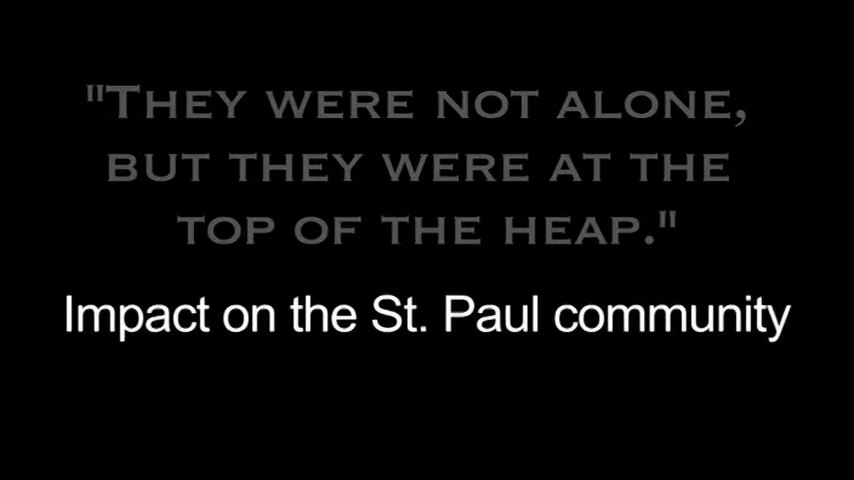 "THEY WERE NOT ALONE,
BUT THEY WERE AT THE
TOP OF THE HEAP."
Impact on the St. Paul community